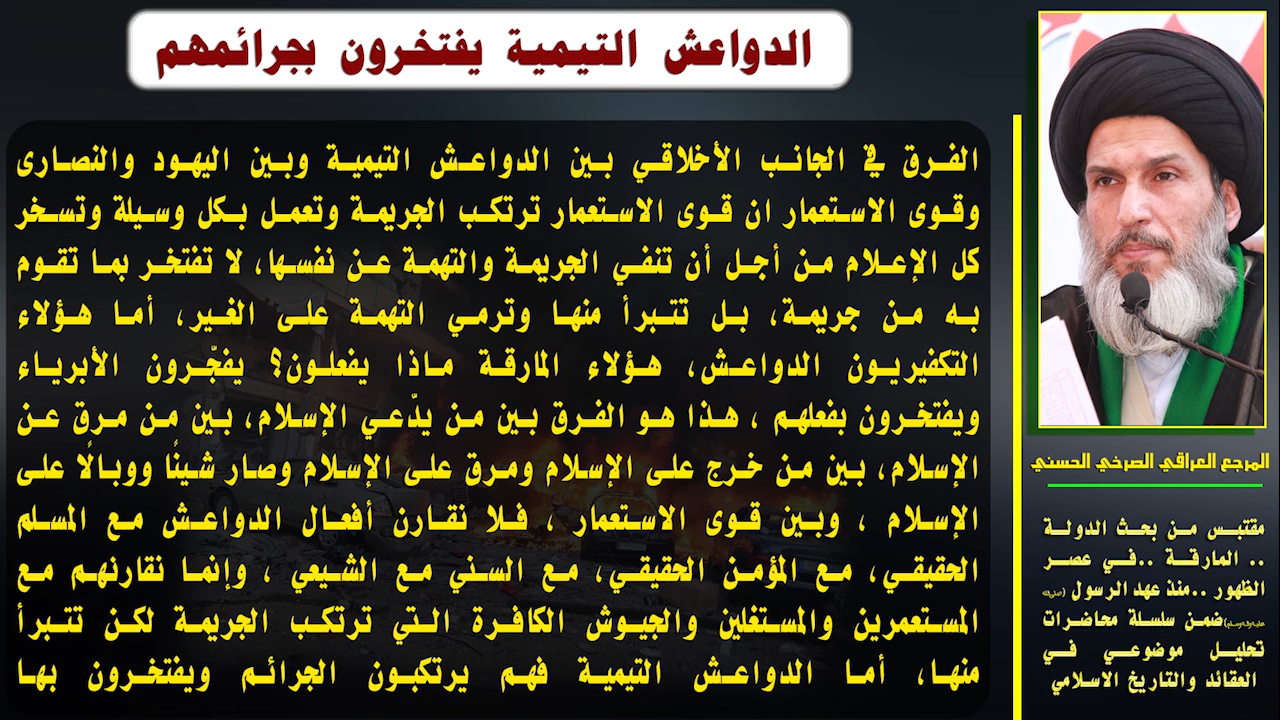 الدواعش التيمية يفتخرون بجرائمهم
الفرق في الجانب الأخلاقي بين الدواعش التيمية وبين اليهود والنصارى
وقوى الاستعمار ان قوى الاستعمار ترتكب الجريمة وتعمل بكل وسيلة وتسخر
كل الإعلام من أجل أن تنفي الجريمة والتهمة عن نفسها، لا تفتخر بما تقوم
به من جريمة، بل تتبرأ منها وترمي التهمة على الغير، أما هؤلاء
التكفيريون الدواعش، هؤلاء المارقة ماذا يفعلون؟ يفجّرون الأبرياء
ويفتخرون بفعلهم ، هذا هو الفرق بين من يدّعي الإسلام، بين من مرق عن
الإسلام، بين من خرج على الإسلام ومرق على الإسلام وصار شينًا ووبالًا على
الإسلام ، وبين قوى الاستعمار ، فلا نقارن أفعال الدواعش مع المسلم
الحقيقي، مع المؤمن الحقيقي، مع السني مع الشيعي ، وإنما نقارنهم مع
المستعمرين والمستغلين والجيوش الكافرة التي ترتكب الجريمة لكن تتبرأ
منها، أما الدواعش التيمية فهم يرتكبون الجرائم ويفتخرون بها
المرجع العراقي الصرخي الحسني
مقتبس من بحث الدولة
.. المارقة ..في عصر
الظهور ..منذ عهد الرسول (صلى الله
عليه وآله وسلم)ضمن سلسلة محاضرات
تحليل موضوعي في
العقائد والتاريخ الاسلامي